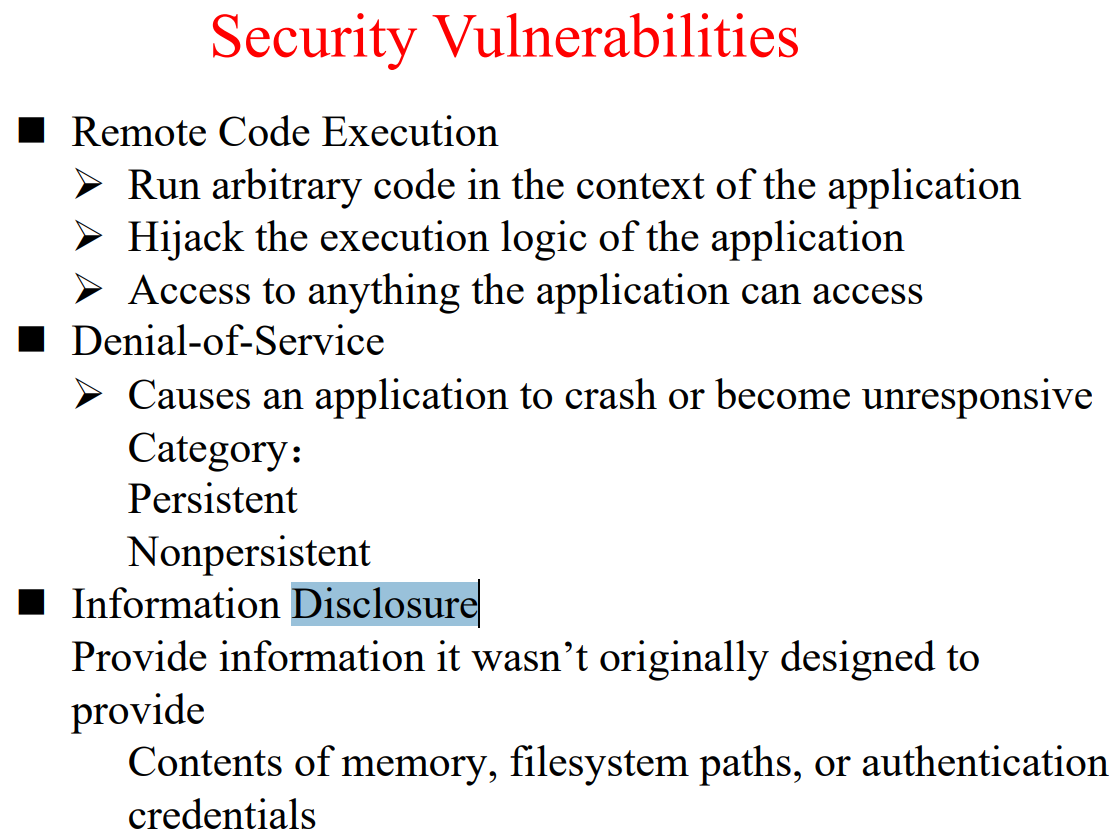 Security Vulnerabilities
■ Remote Code Execution
➢ Run arbitrary code in the context of the application
➢ Hijack the execution logic of the application
➢ Access to anything the application can access
■ Denial-of-Service
➢ Causes an application to crash or become unresponsive
Category：
Persistent
Nonpersistent
■ Information Disclosure
Provide information it wasn’t originally designed to
provide
Contents of memory, filesystem paths, or authentication
credentials